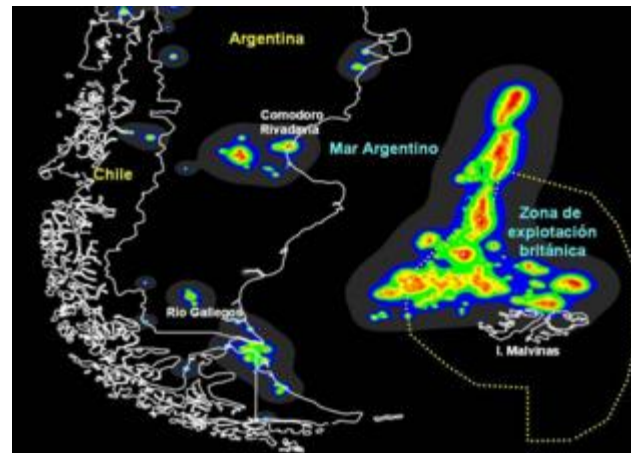 Argentina
Comodoro
Rivadavia
Mar Argentino
Chile
Zona de
explotación
británica
Río Gallegos
I. Malvinas